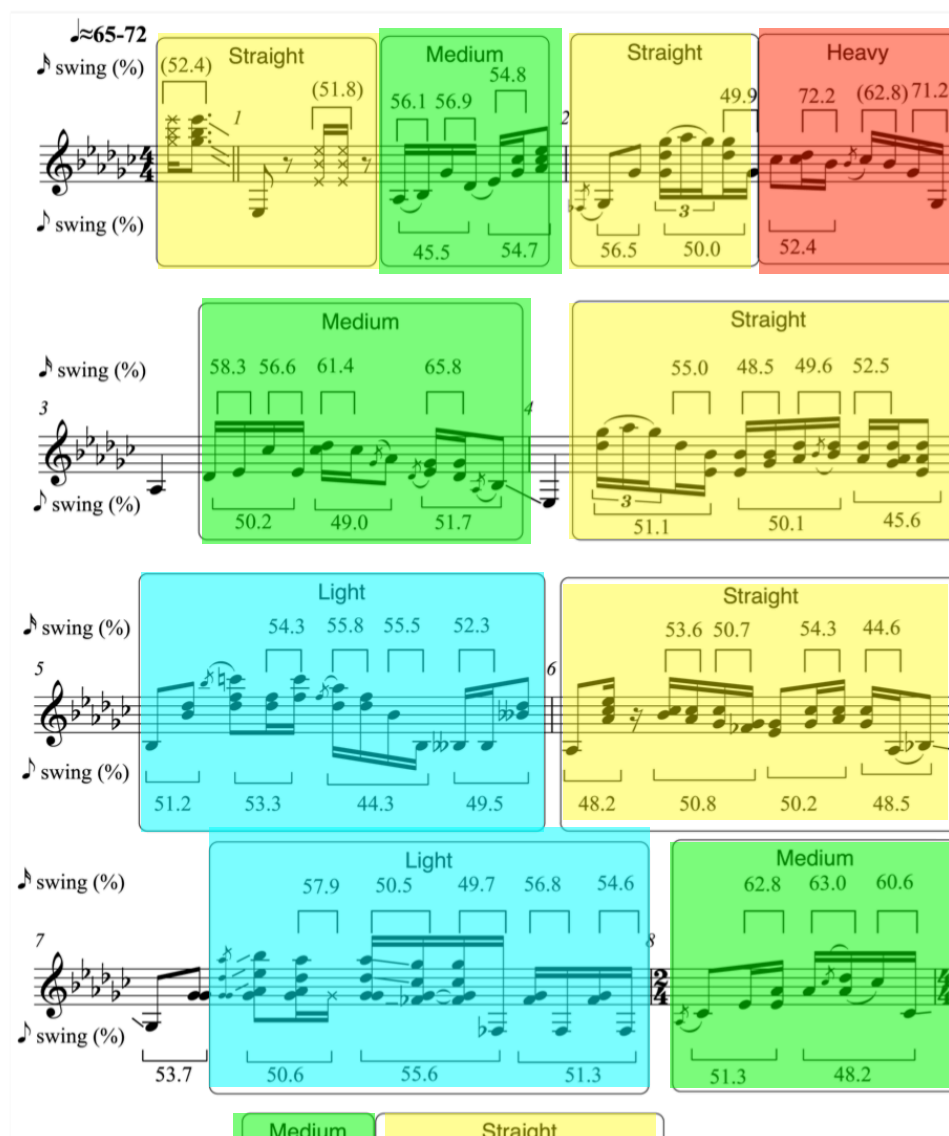 ♩≈65-72
Straight Medium Straight Heavy
swing (%) (52.4) (51.8) 56.1 56.9 54.8 49.9 72.2 (62.8) 71.2
1 2
4
4
3
swing (%) 45.5 54.7 56.5 50.0 52.4
Medium Straight
swing (%) 58.3 56.6 61.4 65.8 55.0 48.5 49.6 52.5
3 4
3
swing (%) 50.2 49.0 51.7 51.1 50.1 45.6
Light Straight
swing (%) 54.3 55.8 55.5 52.3 53.6 50.7 54.3 44.6
5 6
swing (%) 51.2 53.3 44.3 49.5 48.2 50.8 50.2 48.5
Light Medium
swing (%) 57.9 50.5 49.7 56.8 54.6 62.8 63.0 60.6
7 8
2 4
4 4
swing (%) 53.7 50.6 55.6 51.3 51.3 48.2
Medium Straight